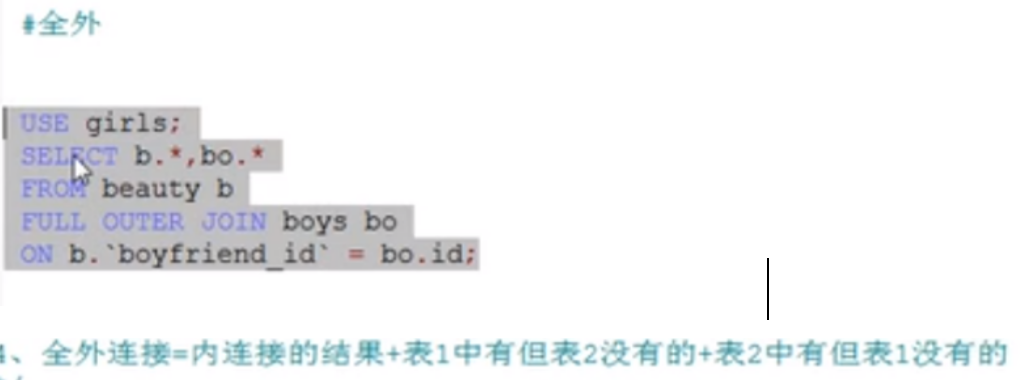 #全外
USE girls;
SELECT b.*,bo.*
FROM beauty b
FULL OUTER JOIN boys bo
ON b.`boyfriend_id` = bo.id;
4、全外连接=内连接的结果+表1中有但表2没有的+表2中有但表1没有的